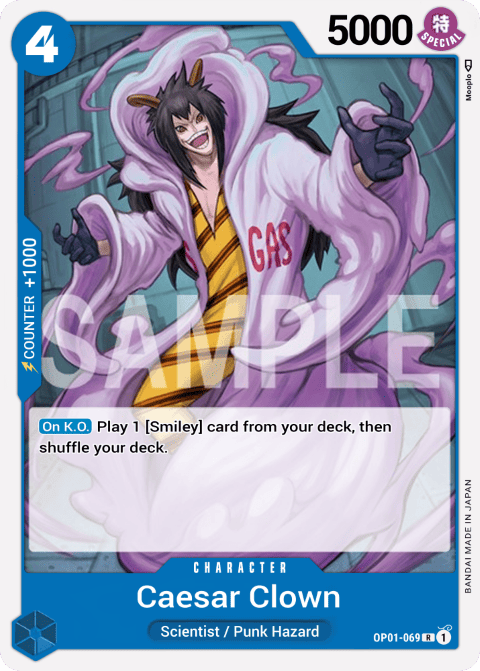 4
5000
特
SPECIAL
Mooplo
COUNTER +1000
GAS
SAMPLE
On K.O. Play 1 [Smiley] card from your deck, then
shuffle your deck.
BANDAI MADE IN JAPAN
CHARACTER
Caesar Clown
Scientist / Punk Hazard
OP01-069 R 1